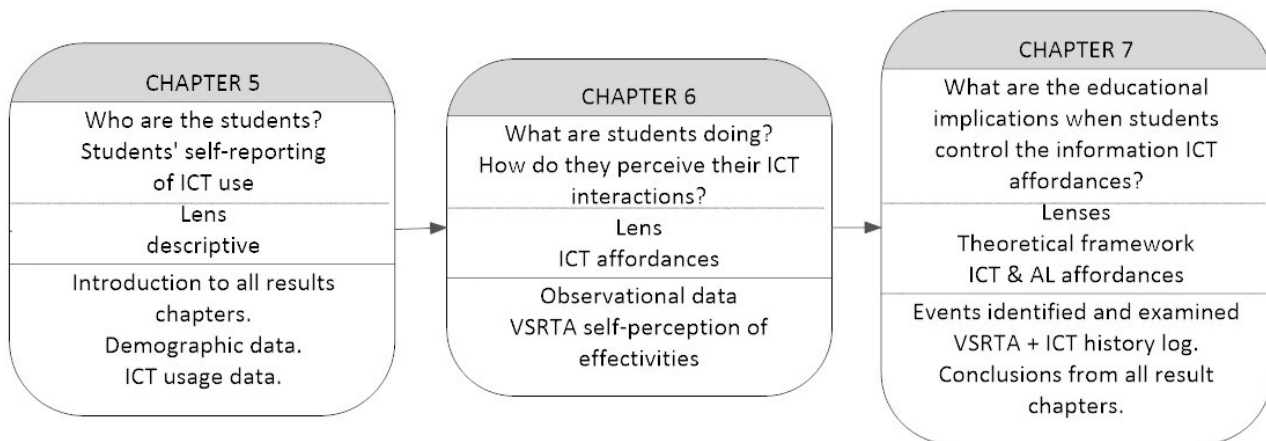 CHAPTER 5
Who are the students?
Students' self-reporting
of ICT use
Lens
descriptive
Introduction to all results
chapters.
Demographic data.
ICT usage data.
CHAPTER 6
What are students doing?
How do they perceive their ICT
interactions?
Lens
ICT affordances
Observational data
VSRTA self-perception of
effectivities
CHAPTER 7
What are the educational
implications when students
control the information ICT
affordances?
Lenses
Theoretical framework
ICT & AL affordances
Events identified and examined
VSRTA + ICT history log.
Conclusions from all result
chapters.